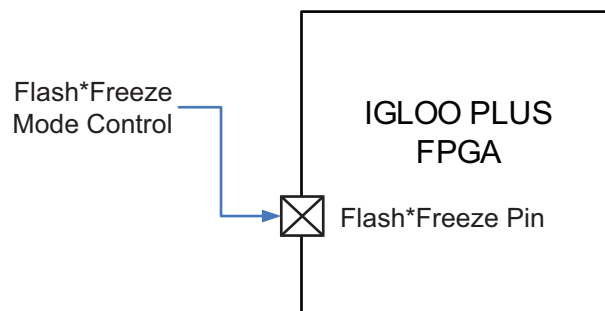 Flash*Freeze
Mode Control
IGLOO PLUS
FPGA
Flash*Freeze Pin